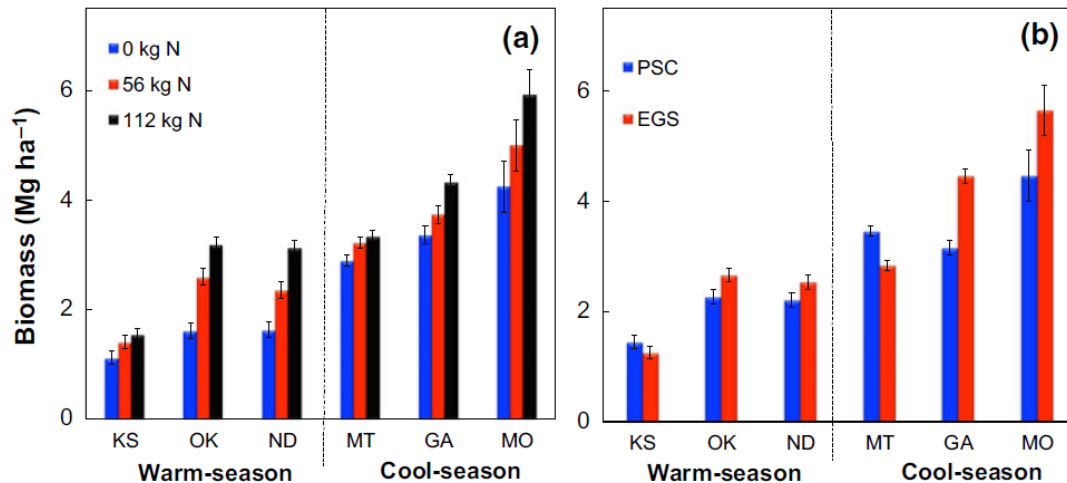 (a)
0 kg N
56 kg N
112 kg N
Biomass (Mg ha⁻¹)
6
4
2
0
KS OK ND MT GA MO
Warm-season Cool-season
(b)
PSC
EGS
6
4
2
0
KS OK ND MT GA MO
Warm-season Cool-season